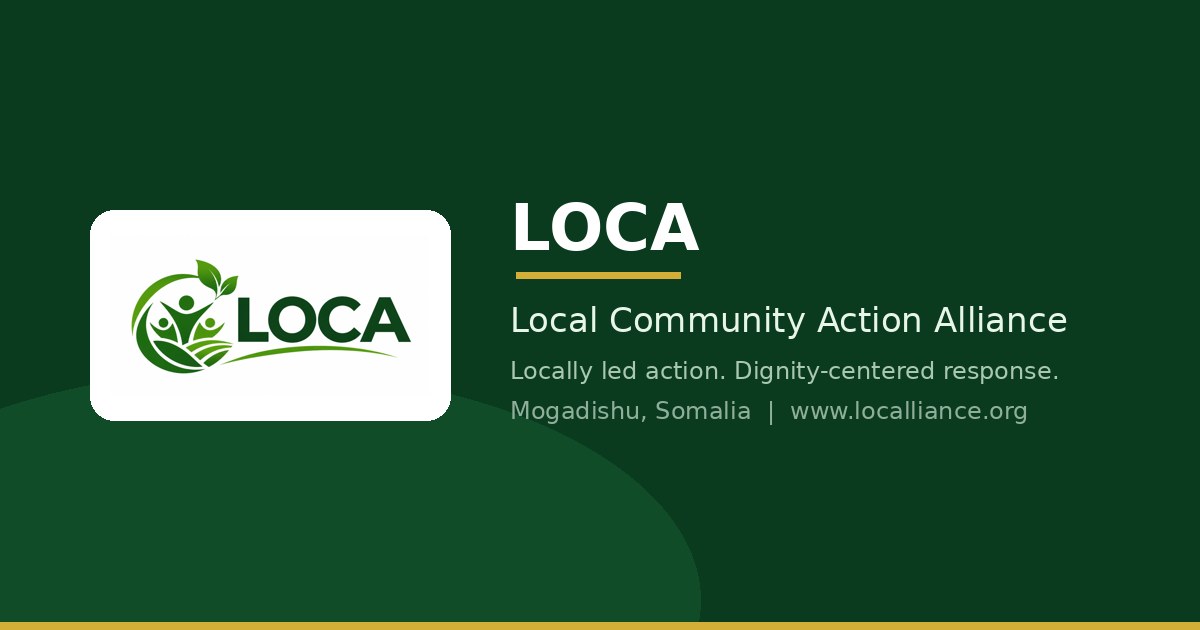 LOCA
LOCA
Local Community Action Alliance
Locally led action. Dignity-centered response.
Mogadishu, Somalia | www.localliance.org